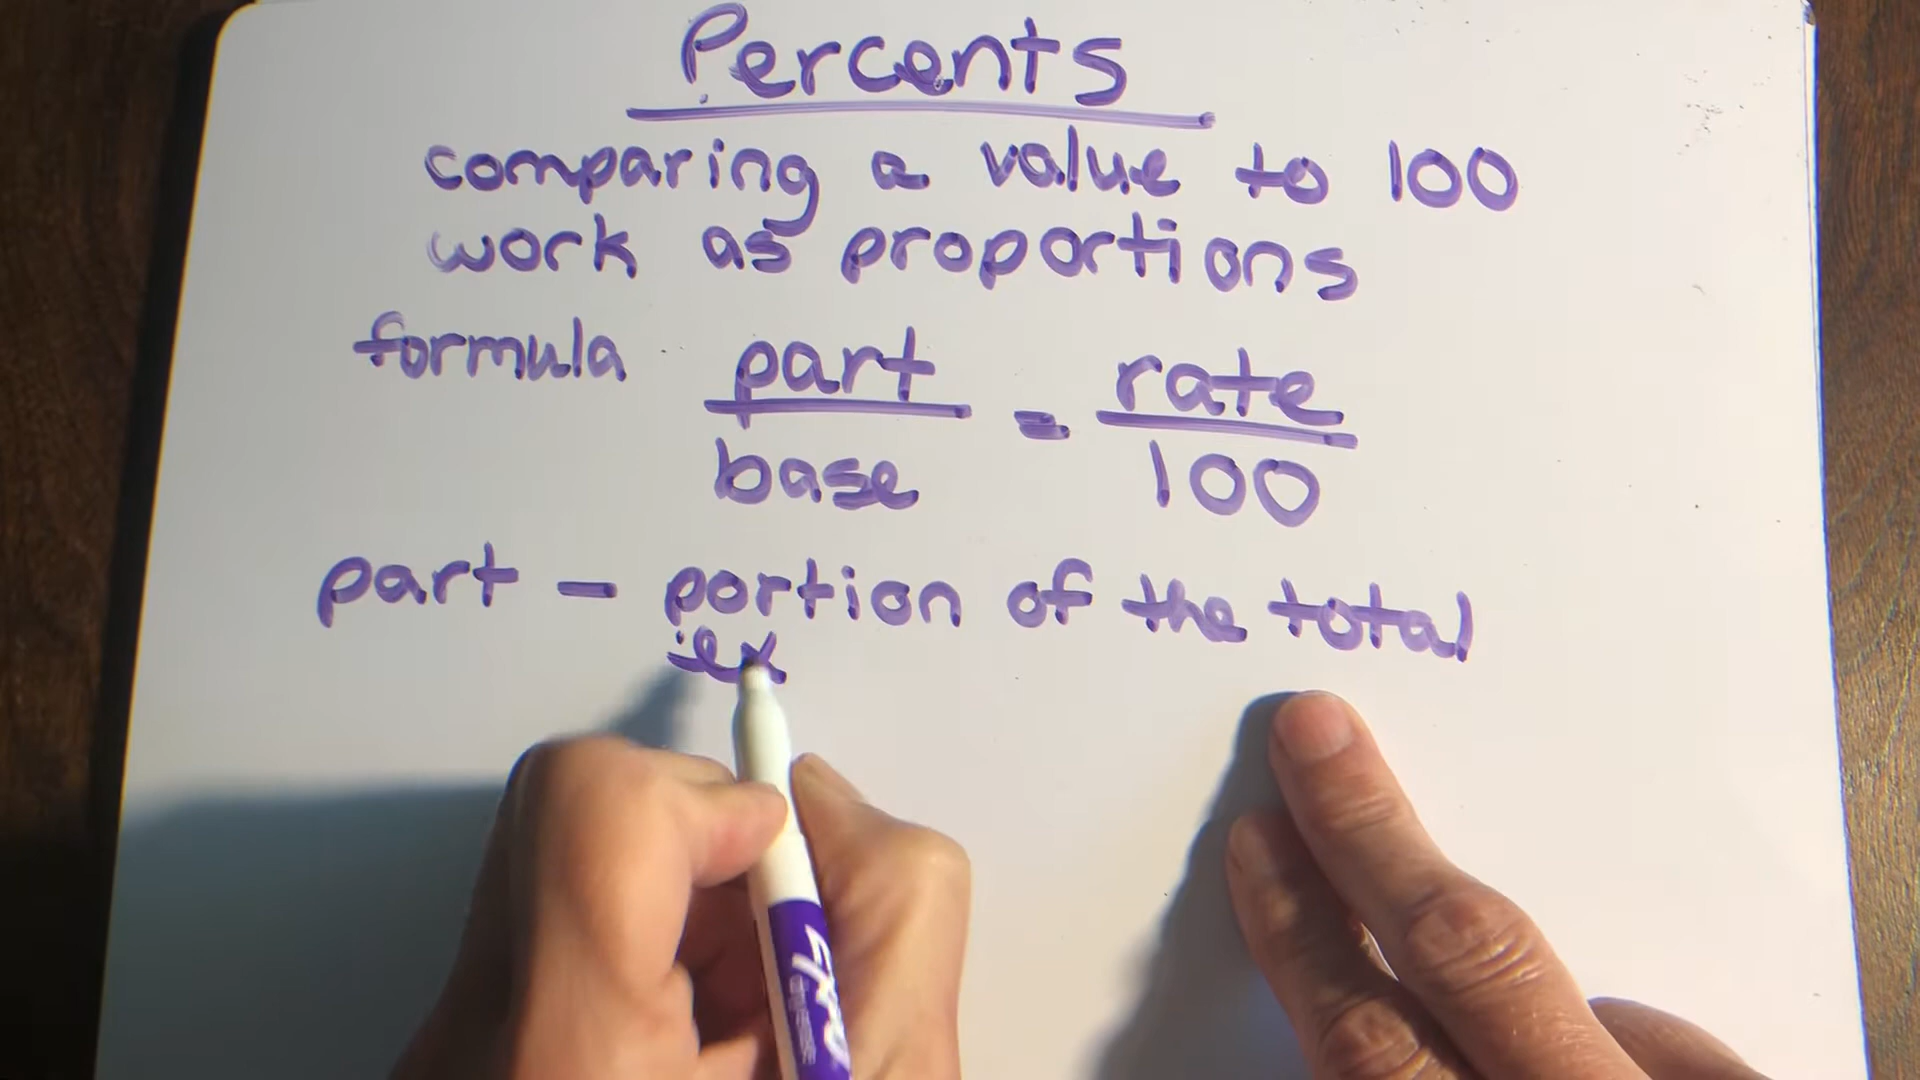 Percents
comparing a value to 100
work as proportions
formula part/base = rate/100
part - portion of the total
ex
EXPO